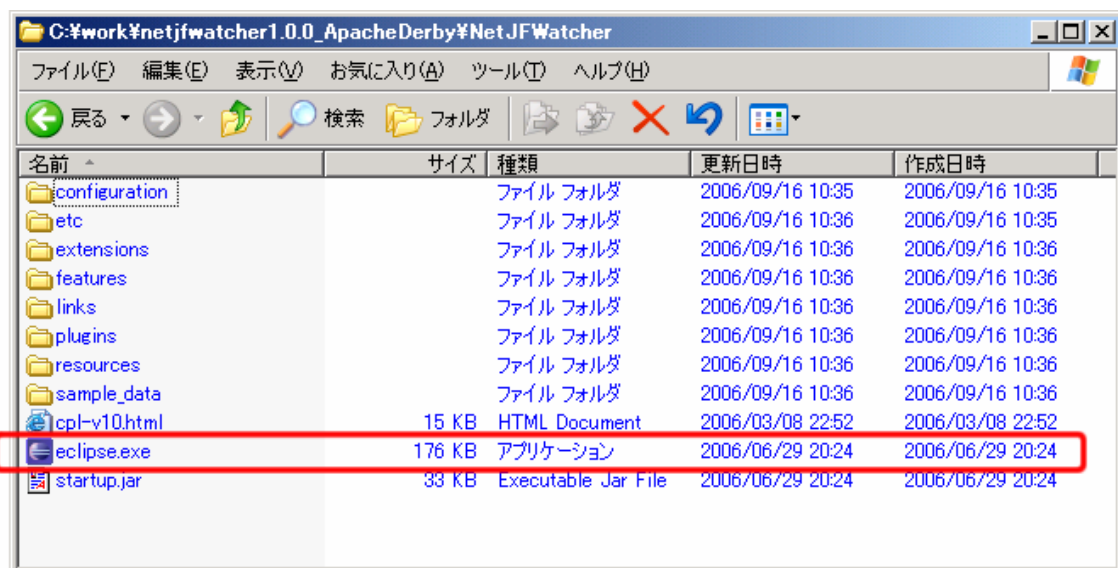 C:¥work¥netjfwatcher1.0.0_ApacheDerby¥NetJFWatcher
ファイル(F) 編集(E) 表示(V) お気に入り(A) ツール(T) ヘルプ(H)
戻る 検索 フォルダ
名前 サイズ 種類 更新日時 作成日時
configuration ファイル フォルダ 2006/09/16 10:35 2006/09/16 10:35
etc ファイル フォルダ 2006/09/16 10:36 2006/09/16 10:35
extensions ファイル フォルダ 2006/09/16 10:36 2006/09/16 10:36
features ファイル フォルダ 2006/09/16 10:36 2006/09/16 10:36
links ファイル フォルダ 2006/09/16 10:36 2006/09/16 10:36
plugins ファイル フォルダ 2006/09/16 10:36 2006/09/16 10:36
resources ファイル フォルダ 2006/09/16 10:36 2006/09/16 10:36
sample_data ファイル フォルダ 2006/09/16 10:36 2006/09/16 10:36
cpl-v10.html 15 KB HTML Document 2006/03/08 22:52 2006/03/08 22:52
eclipse.exe 176 KB アプリケーション 2006/06/29 20:24 2006/06/29 20:24
startup.jar 33 KB Executable Jar File 2006/06/29 20:24 2006/06/29 20:24